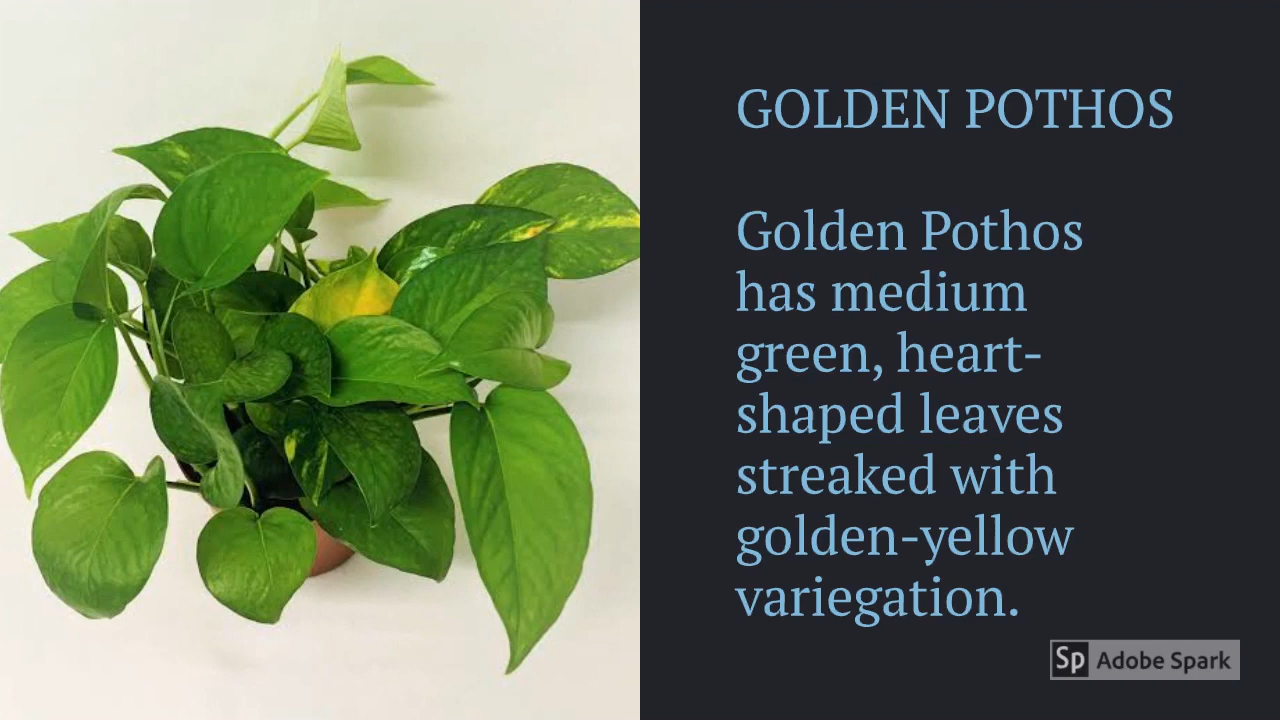 GOLDEN POTHOS
Golden Pothos
has medium
green, heart-
shaped leaves
streaked with
golden-yellow
variegation.
Sp Adobe Spark